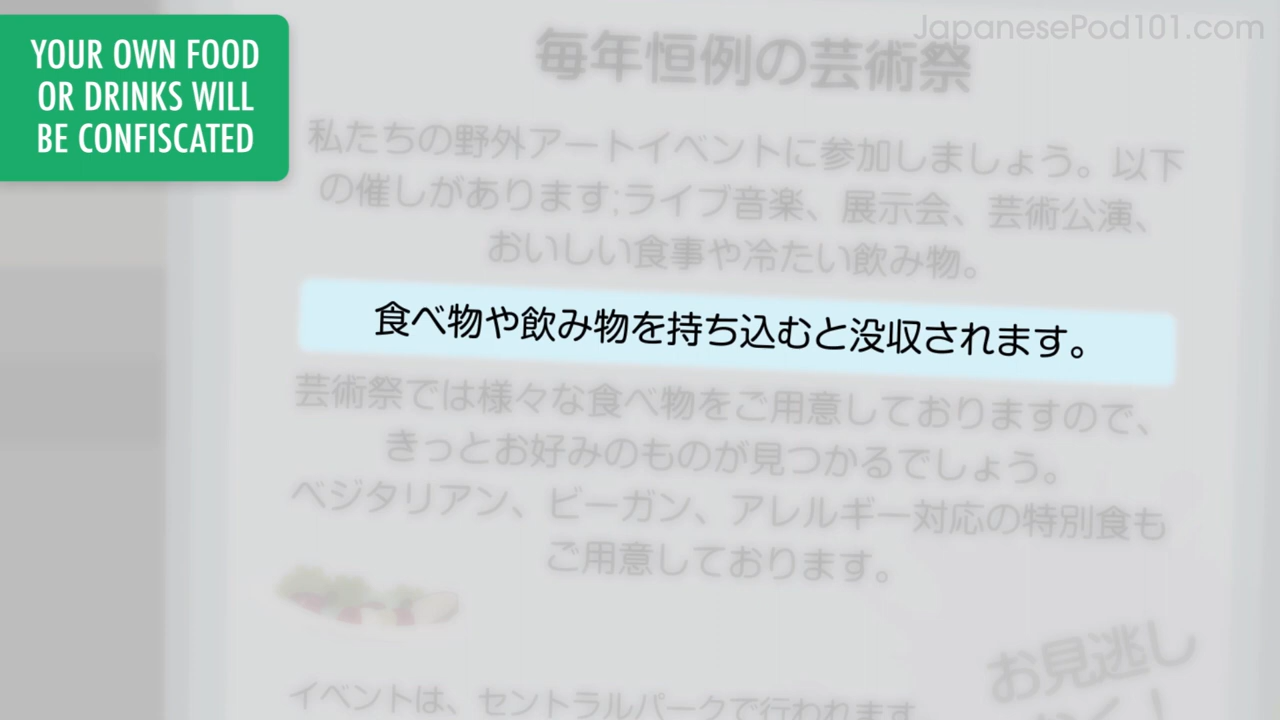 YOUR OWN FOOD
OR DRINKS WILL
BE CONFISCATED
JapanesePod101.com
毎年恒例の芸術祭
私たちの野外アートイベントに参加しましょう。以下
の催しがあります;ライブ音楽、展示会、芸術公演、
おいしい食事や冷たい飲み物。
食べ物や飲み物を持ち込むと没収されます。
芸術祭では様々な食べ物をご用意しておりますので、
きっとお好みのものが見つかるでしょう。
ベジタリアン、ビーガン、アレルギー対応の特別食も
ご用意しております。
お見逃し
イベントは、セントラルパークで行われます